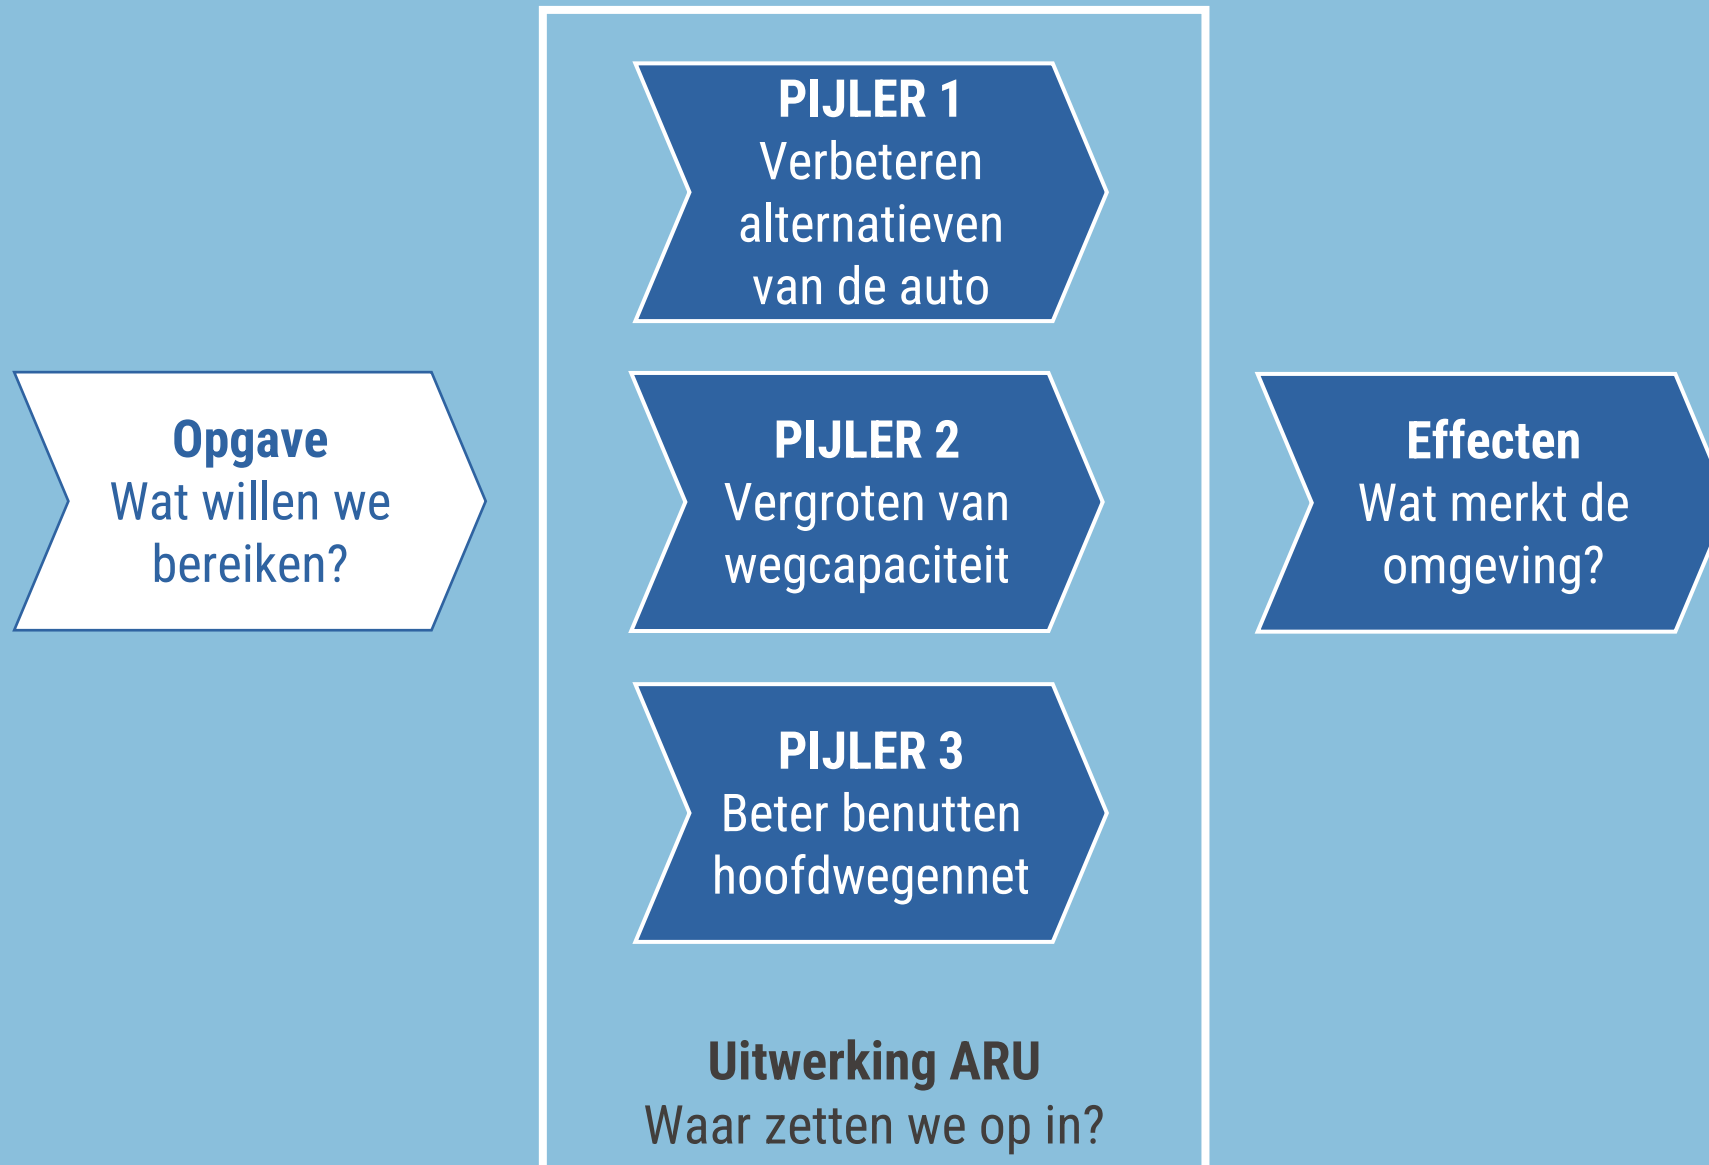 Opgave
Wat willen we
bereiken?
PIJLER 1
Verbeteren
alternatieven
van de auto
PIJLER 2
Vergroten van
wegcapaciteit
PIJLER 3
Beter benutten
hoofdwegennet
Uitwerking ARU
Waar zetten we op in?
Effecten
Wat merkt de
omgeving?